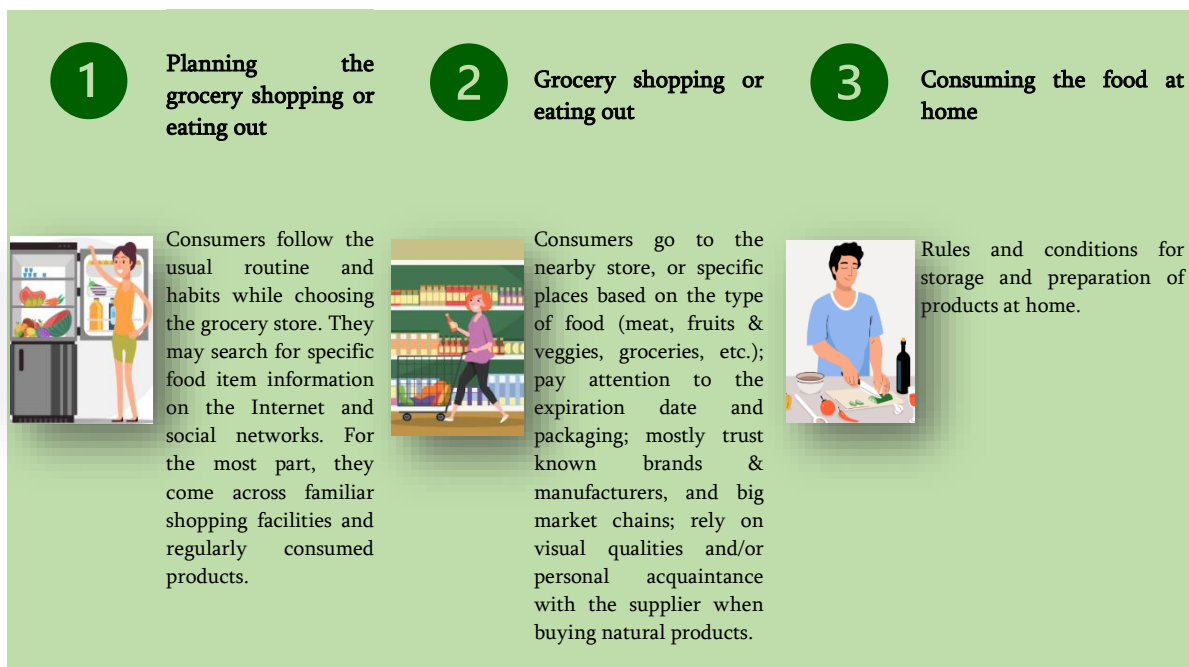 1
Planning the
grocery shopping or
eating out
Consumers follow the
usual routine and
habits while choosing
the grocery store. They
may search for specific
food item information
on the Internet and
social networks. For
the most part, they
come across familiar
shopping facilities and
regularly consumed
products.
2
Grocery shopping or
eating out
Consumers go to the
nearby store, or specific
places based on the type
of food (meat, fruits &
veggies, groceries, etc.);
pay attention to the
expiration date and
packaging; mostly trust
known brands &
manufacturers, and big
market chains; rely on
visual qualities and/or
personal acquaintance
with the supplier when
buying natural products.
3
Consuming the food at
home
Rules and conditions for
storage and preparation of
products at home.